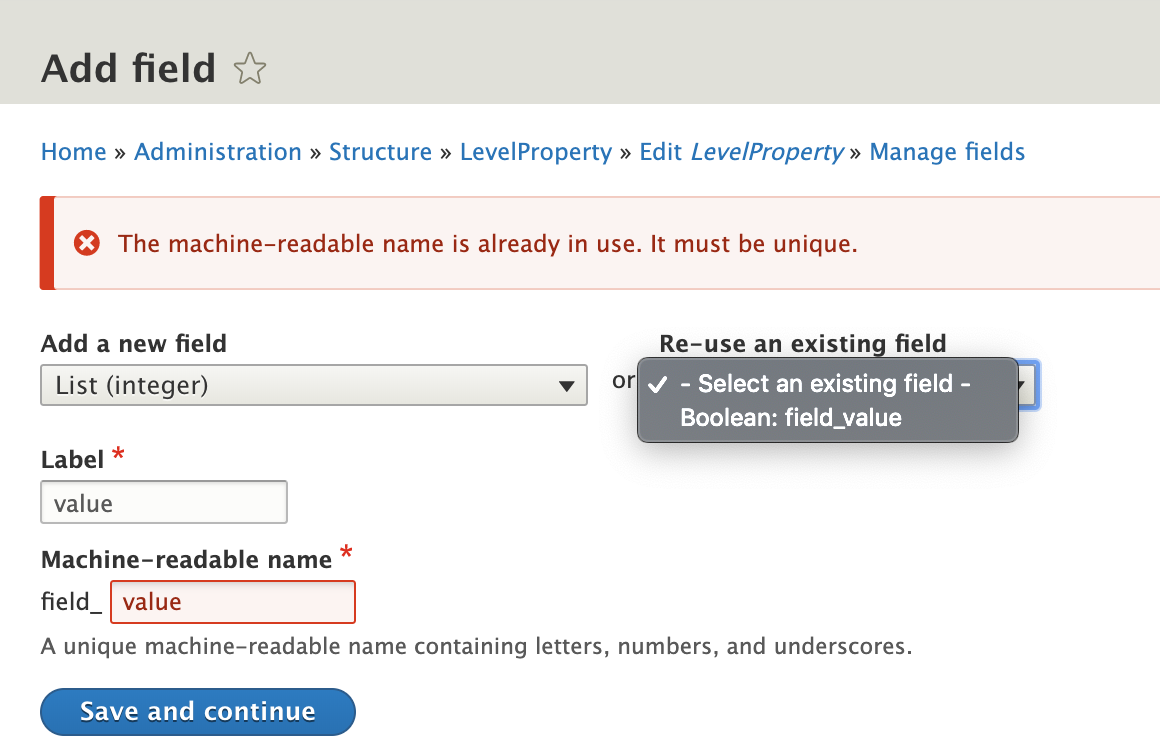 Add field
Home » Administration » Structure » LevelProperty » Edit LevelProperty » Manage fields
The machine-readable name is already in use. It must be unique.
Add a new field
Re-use an existing field
List (integer)
or
✓ - Select an existing field -
Boolean: field_value
Label *
value
Machine-readable name *
field_ value
A unique machine-readable name containing letters, numbers, and underscores.
Save and continue